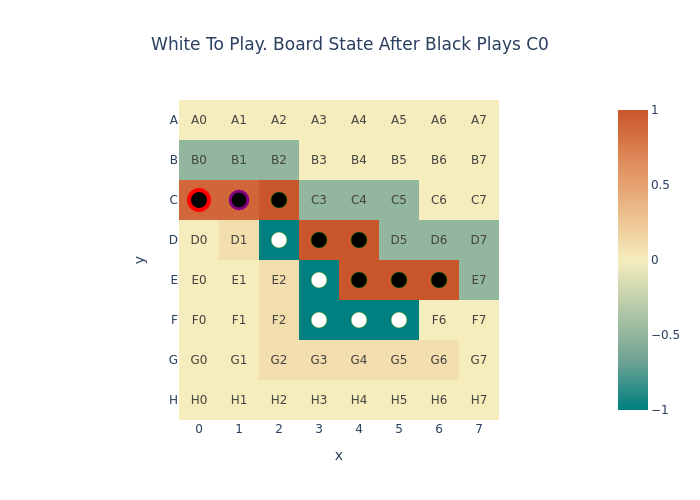 White To Play. Board State After Black Plays C0
A A0 A1 A2 A3 A4 A5 A6 A7
B B0 B1 B2 B3 B4 B5 B6 B7
C C3 C4 C5 C6 C7
D D0 D1 D5 D6 D7
E E0 E1 E2 E7
F F0 F1 F2 F6 F7
G G0 G1 G2 G3 G4 G5 G6 G7
H H0 H1 H2 H3 H4 H5 H6 H7
0 1 2 3 4 5 6 7
x
y
1
0.5
0
−0.5
−1